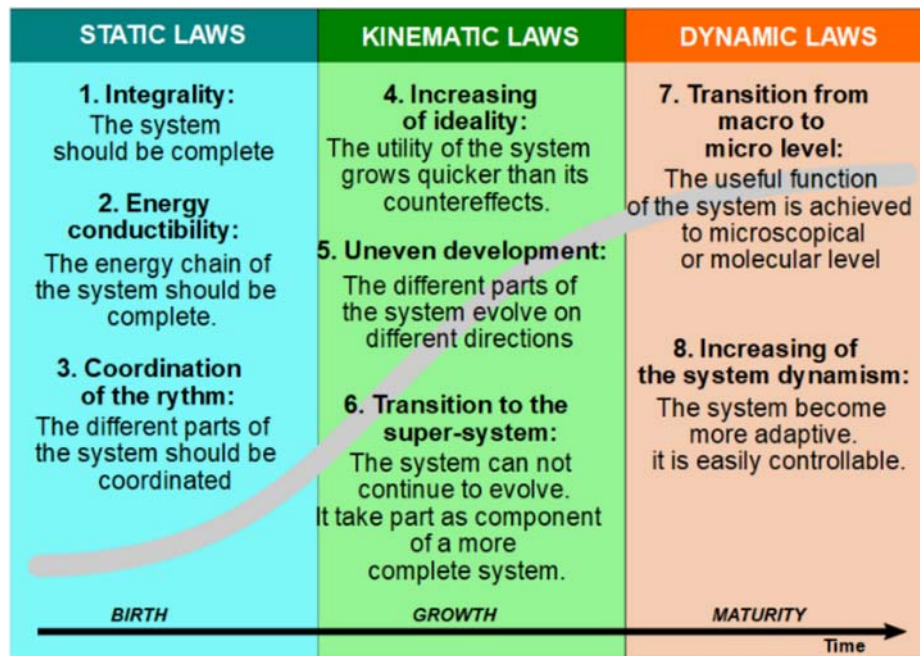 STATIC LAWS
1. Integrality:
The system
should be complete
2. Energy
conductibility:
The energy chain of
the system should be
complete.
3. Coordination
of the rythm:
The different parts of
the system should be
coordinated
BIRTH
KINEMATIC LAWS
4. Increasing
of ideality:
The utility of the system
grows quicker than its
countereffects.
5. Uneven development:
The different parts of
the system evolve on
different directions
6. Transition to the
super-system:
The system can not
continue to evolve.
It take part as component
of a more
complete system.
GROWTH
DYNAMIC LAWS
7. Transition from
macro to
micro level:
The useful function
of the system is achieved
to microscopical
or molecular level
8. Increasing of
the system dynamism:
The system become
more adaptive.
it is easily controllable.
MATURITY
Time